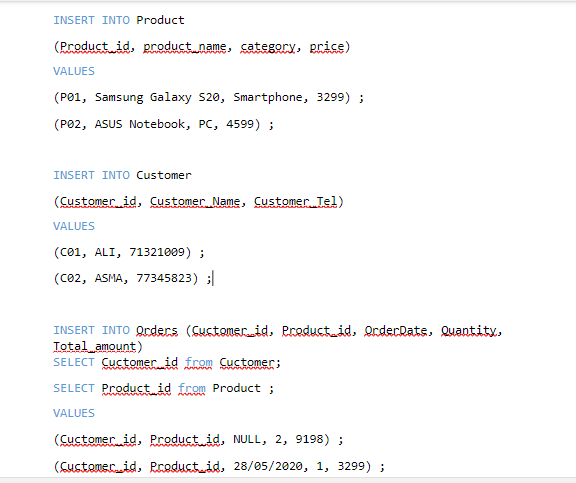 INSERT INTO Product
(Product_id, product_name, category, price)
VALUES
(P01, Samsung Galaxy S20, Smartphone, 3299) ;
(P02, ASUS Notebook, PC, 4599) ;
INSERT INTO Customer
(Customer_id, Customer_Name, Customer_Tel)
VALUES
(C01, ALI, 71321009) ;
(C02, ASMA, 77345823) ;
INSERT INTO Orders (Cuctomer_id, Product_id, OrderDate, Quantity,
Total_amount)
SELECT Cuctomer_id from Cuctomer;
SELECT Product_id from Product ;
VALUES
(Cuctomer_id, Product_id, NULL, 2, 9198) ;
(Cuctomer_id, Product_id, 28/05/2020, 1, 3299) ;